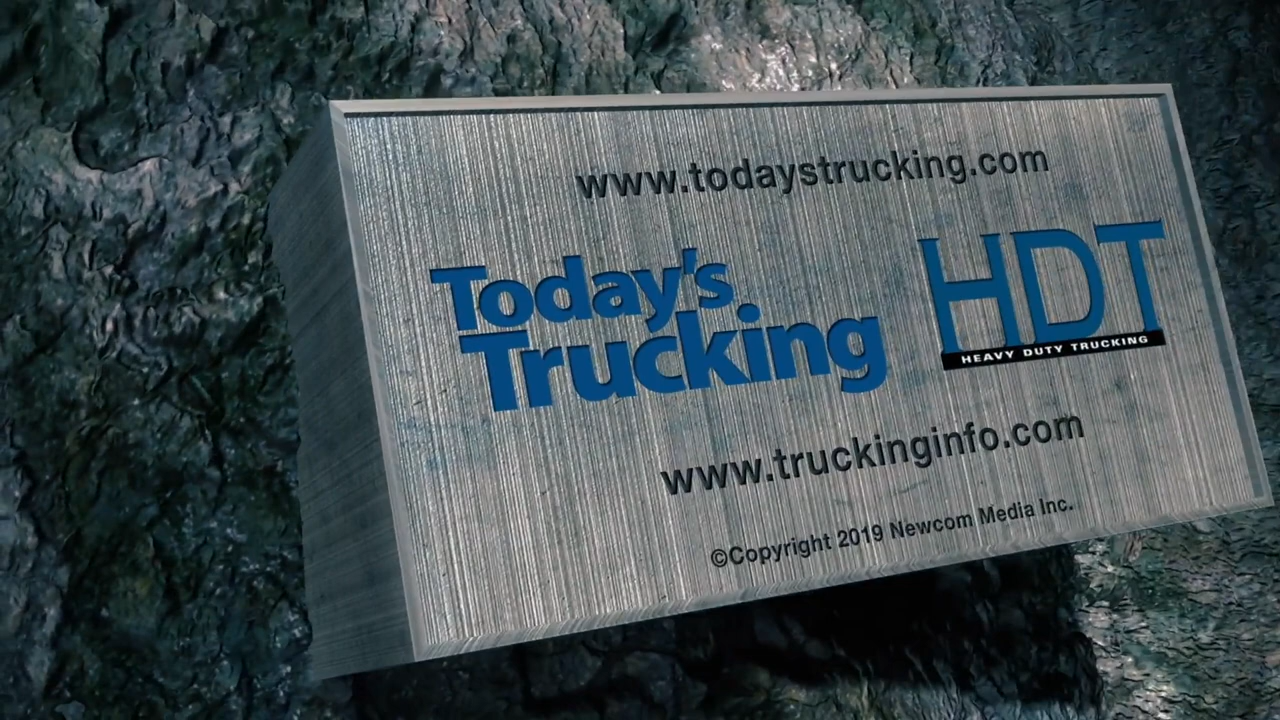 www.todaystrucking.com
Today's
Trucking
HDT
HEAVY DUTY TRUCKING
www.truckinginfo.com
©Copyright 2019 Newcom Media Inc.